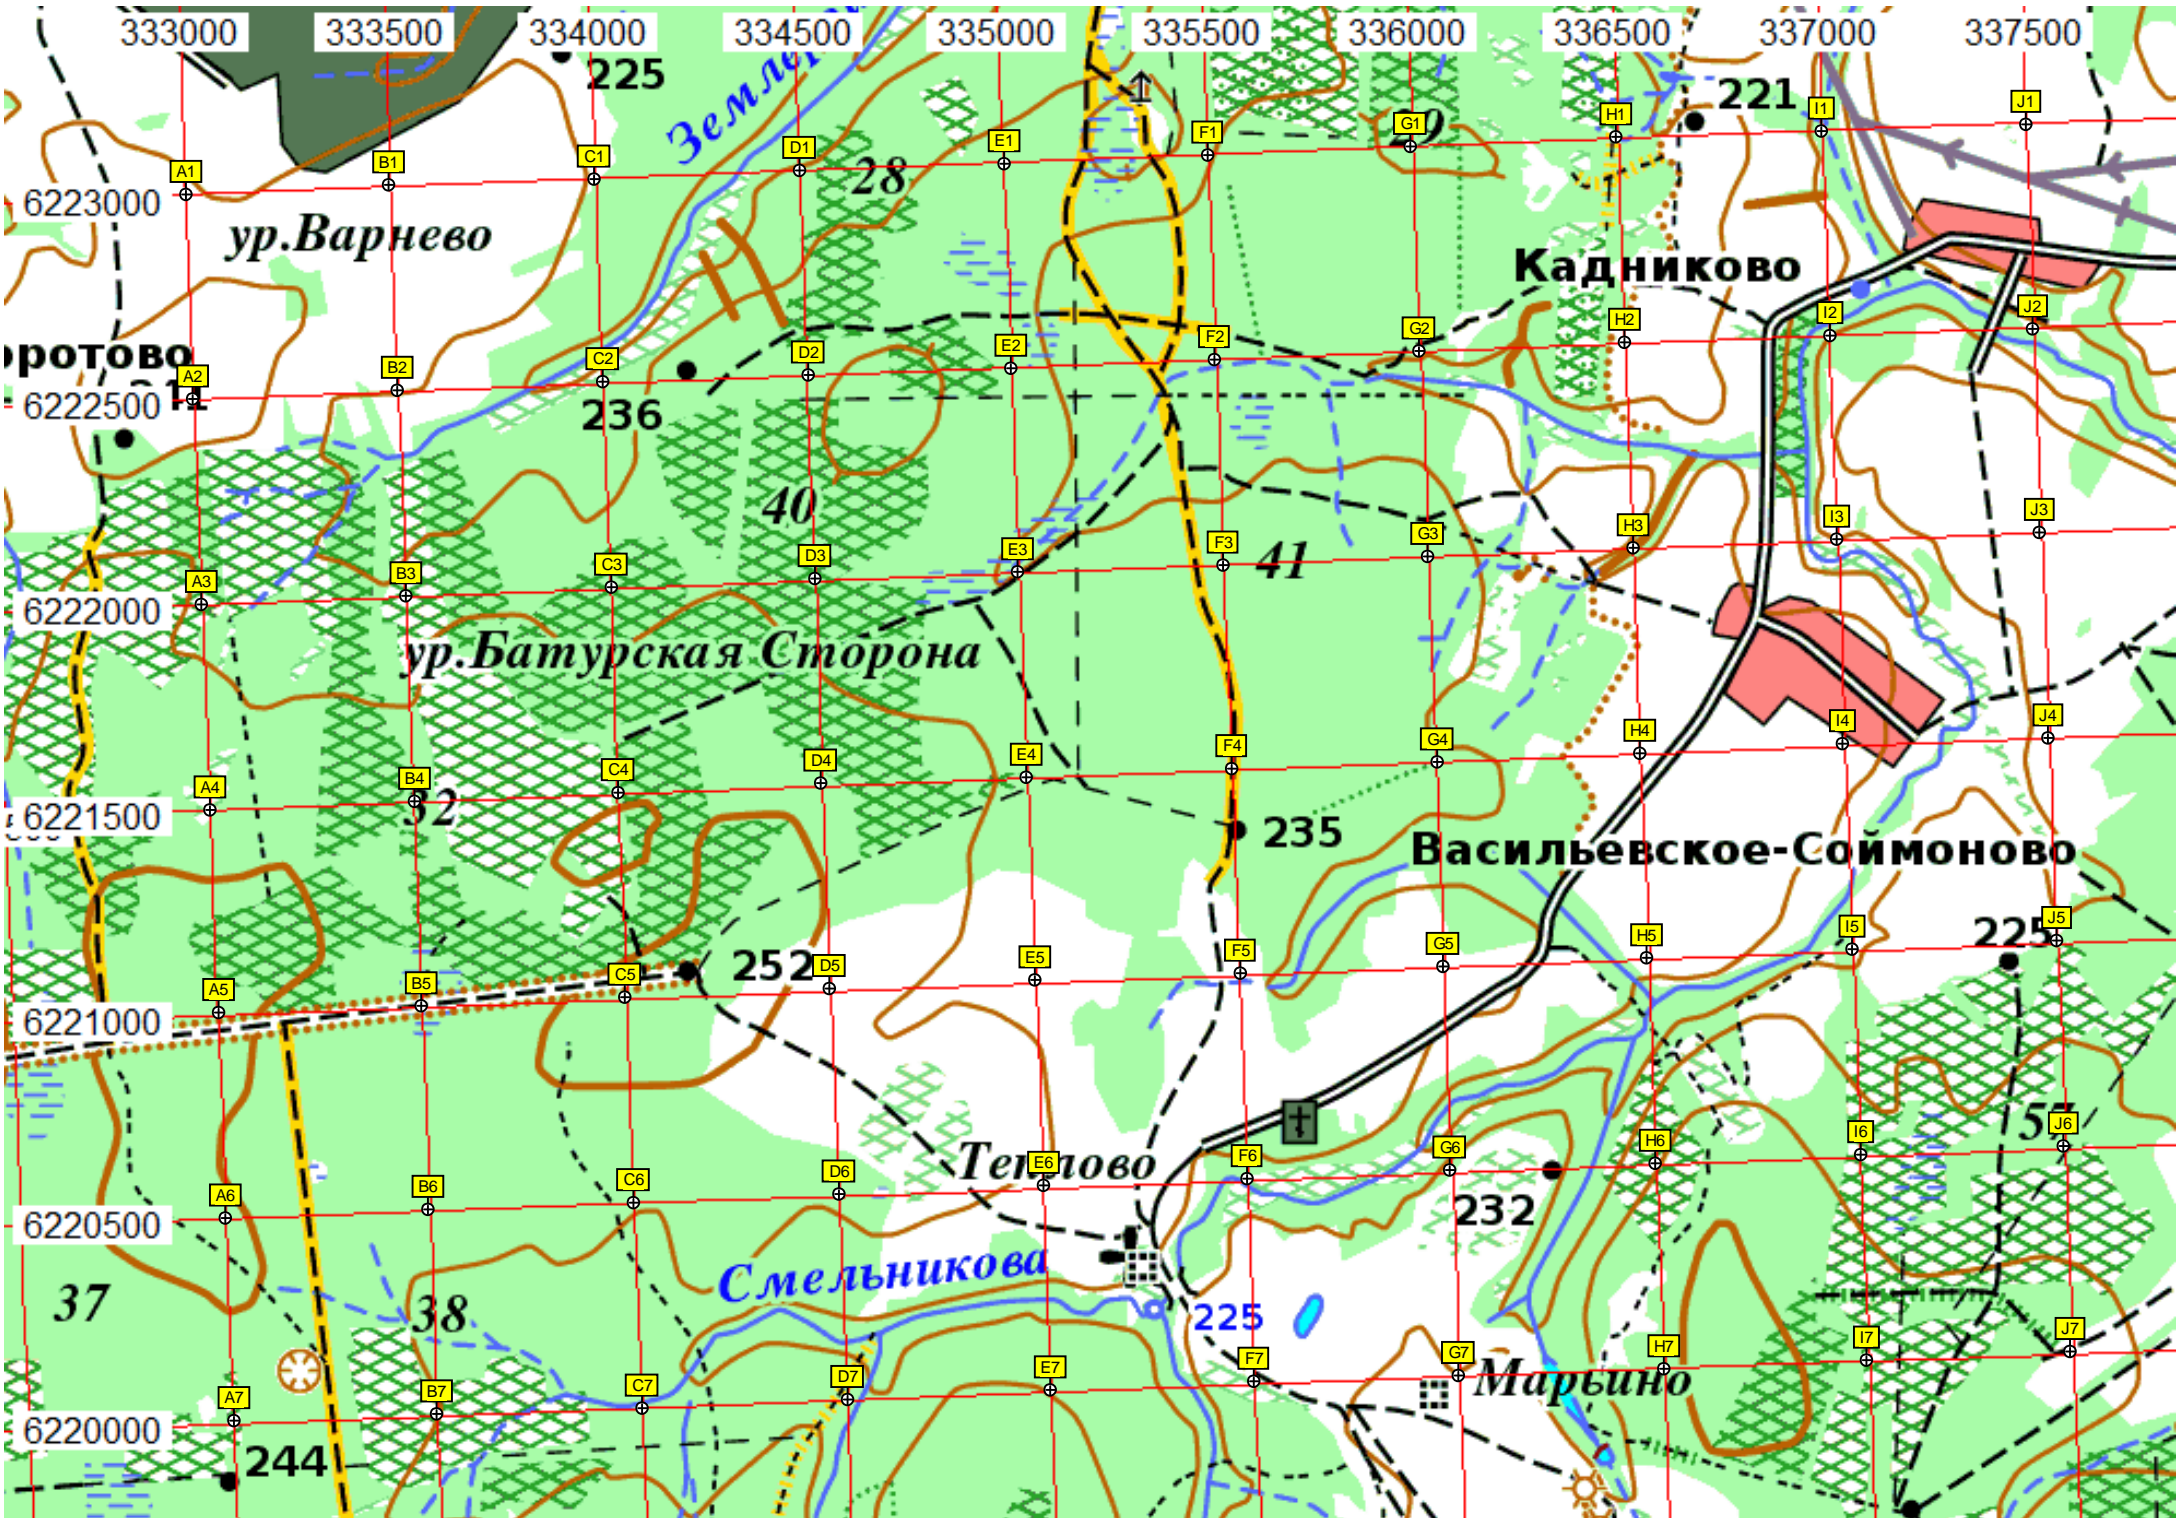 333000 333500 334000 334500 335000 335500 336000 336500 337000 337500
225
221
29
A1 B1 C1 D1 E1 F1 G1 H1 I1 J1
28
6223000
ур.Варнево
Кадниково
A2 B2 C2 D2 E2 F2 G2 H2 I2 J2
оротово
6222500
236
40
41
A3 B3 C3 D3 E3 F3 G3 H3 I3 J3
6222000
ур.Батурская Сторона
A4 B4 C4 D4 E4 F4 G4 H4 I4 J4
32
6221500
235
Васильевское-Соймоново
225
252
A5 B5 C5 D5 E5 F5 G5 H5 I5 J5
6221000
57
Теплово
A6 B6 C6 D6 E6 F6 G6 H6 I6 J6
6220500
232
Смельникова
37
38
225
A7 B7 C7 D7 E7 F7 G7 H7 I7 J7
Марьино
6220000
244